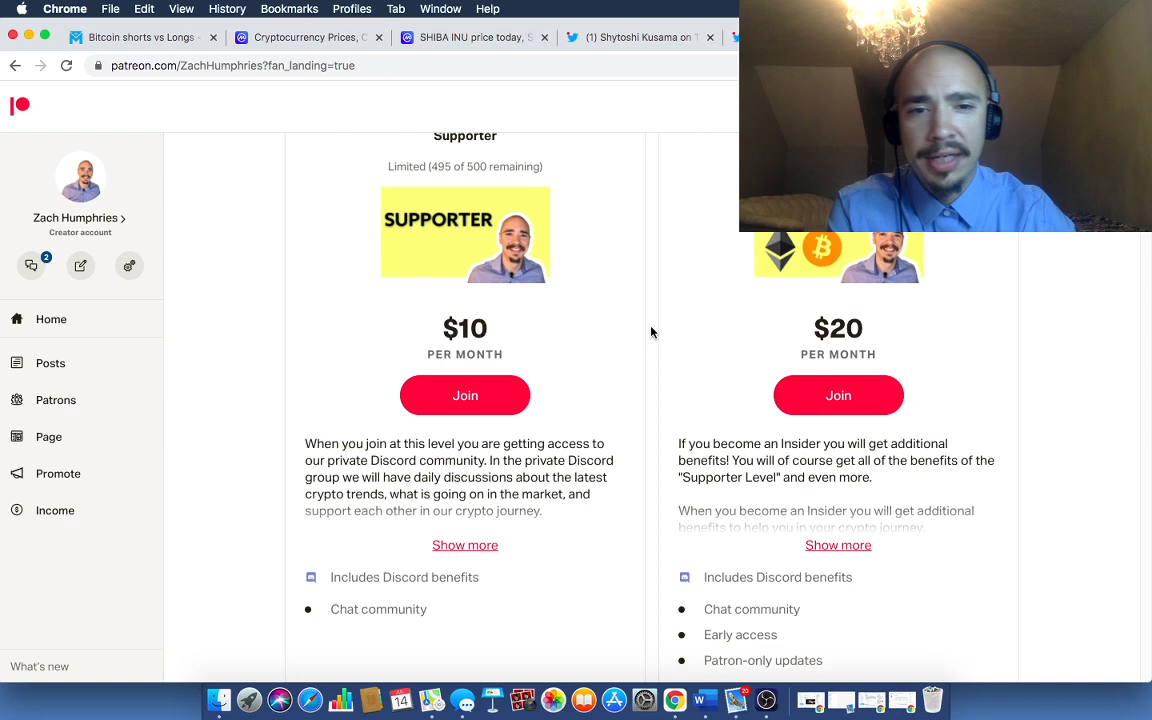 Chrome File Edit View History Bookmarks Profiles Tab Window Help
Bitcoin shorts vs Longs - Cryptocurrency Prices, C SHIBA INU price today, S (1) Shytoshi Kusama on T
patreon.com/ZachHumphries?fan_landing=true
Zach Humphries
Creator account
2
Home
Posts
Patrons
Page
Promote
Income
What's new
Supporter
Limited (495 of 500 remaining)
SUPPORTER
$10
PER MONTH
Join
When you join at this level you are getting access to
our private Discord community. In the private Discord
group we will have daily discussions about the latest
crypto trends, what is going on in the market, and
support each other in our crypto journey.
Show more
Includes Discord benefits
Chat community
$20
PER MONTH
Join
If you become an Insider you will get additional
benefits! You will of course get all of the benefits of the
"Supporter Level" and even more.
When you become an Insider you will get additional
benefits to help you in your crypto journey.
Show more
Includes Discord benefits
Chat community
Early access
Patron-only updates
14
20